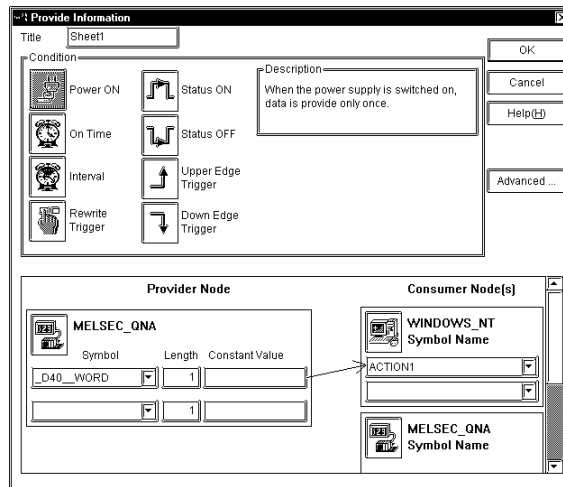 Provide Information
Title Sheet1
OK
Cancel
Help(H)
Advanced ...
Condition
Power ON
Status ON
On Time
Status OFF
Interval
Upper Edge
Trigger
Rewrite
Trigger
Down Edge
Trigger
Description
When the power supply is switched on,
data is provide only once.
Provider Node
Consumer Node(s)
MELSEC_QNA
Symbol Length Constant Value
_D40__WORD 1
1
WINDOWS_NT
Symbol Name
ACTION1
MELSEC_QNA
Symbol Name